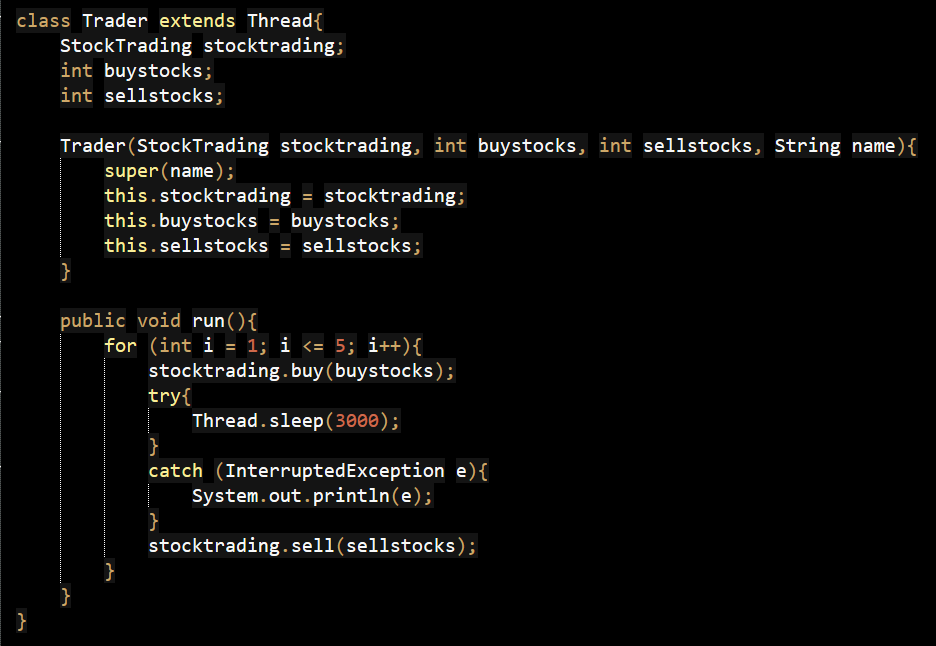 class Trader extends Thread{
    StockTrading stocktrading;
    int buystocks;
    int sellstocks;

    Trader(StockTrading stocktrading, int buystocks, int sellstocks, String name){
        super(name);
        this.stocktrading = stocktrading;
        this.buystocks = buystocks;
        this.sellstocks = sellstocks;
    }

    public void run(){
        for (int i = 1; i <= 5; i++){
            stocktrading.buy(buystocks);
            try{
                Thread.sleep(3000);
            }
            catch (InterruptedException e){
                System.out.println(e);
            }
            stocktrading.sell(sellstocks);
        }
    }
}